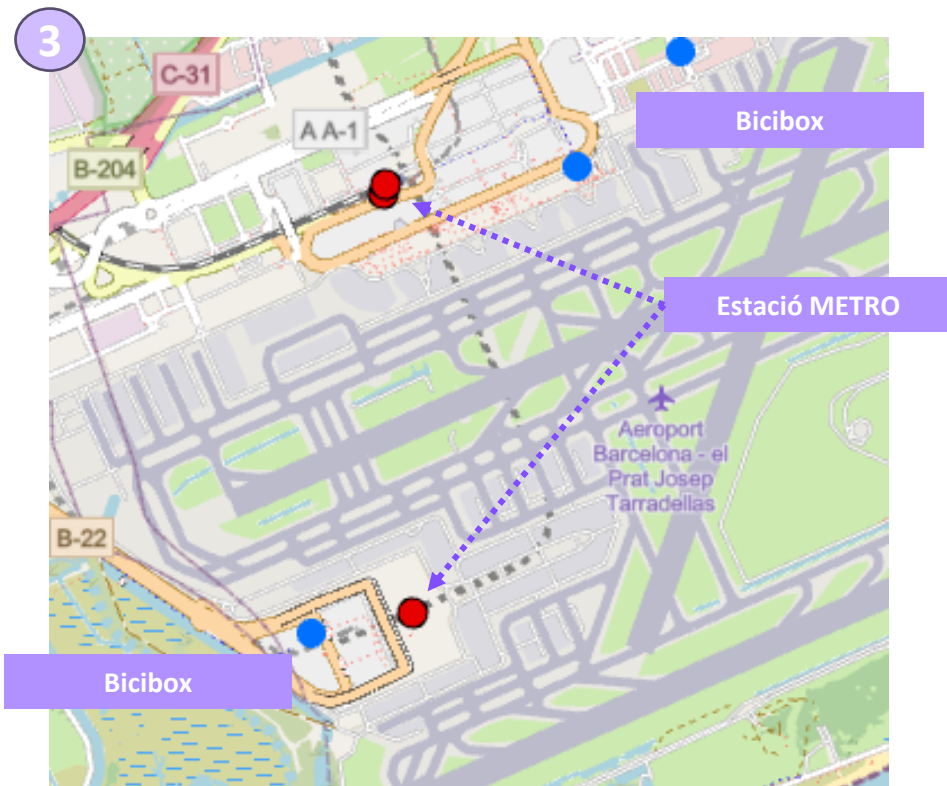 3
C-31
Bicibox
A A-1
B-204
Estació METRO
Aeroport
Barcelona - el
Prat Josep
Tarradellas
B-22
Bicibox